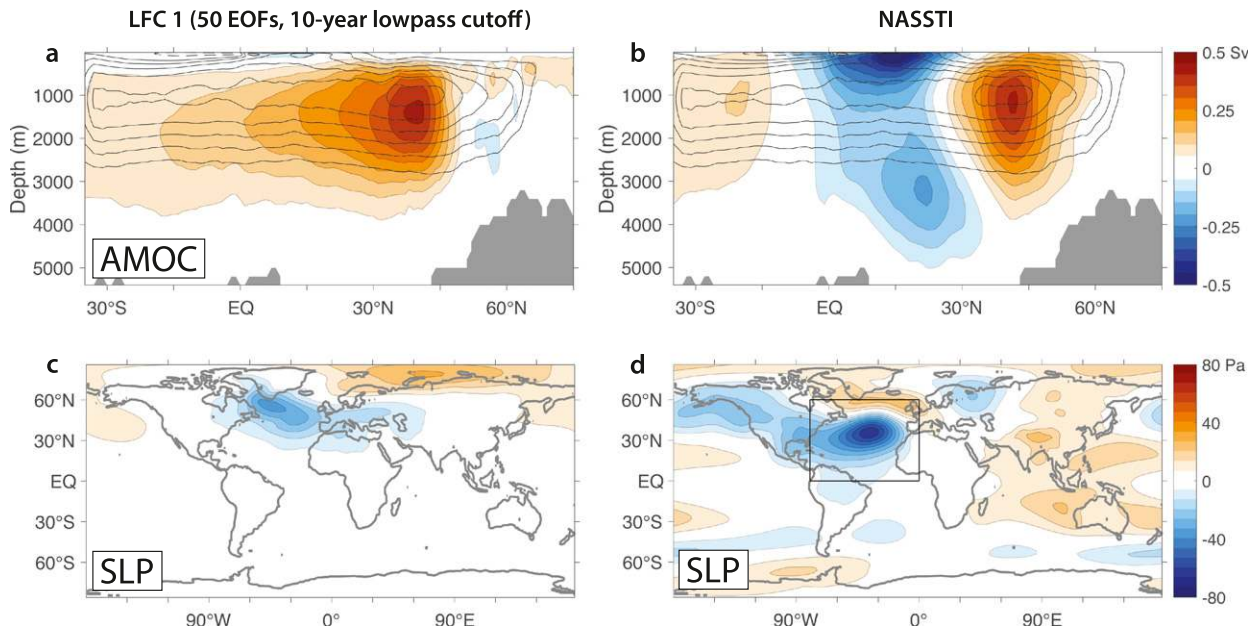 LFC 1 (50 EOFs, 10-year lowpass cutoff)
NASSTI
a
b
Depth (m)
1000
2000
3000
4000
5000
AMOC
30°S
EQ
30°N
60°N
Depth (m)
1000
2000
3000
4000
5000
30°S
EQ
30°N
60°N
0.5 Sv
0.25
0
-0.25
-0.5
c
d
60°N
30°N
EQ
30°S
60°S
SLP
90°W
0°
90°E
60°N
30°N
EQ
30°S
60°S
SLP
90°W
0°
90°E
80 Pa
40
0
-40
-80